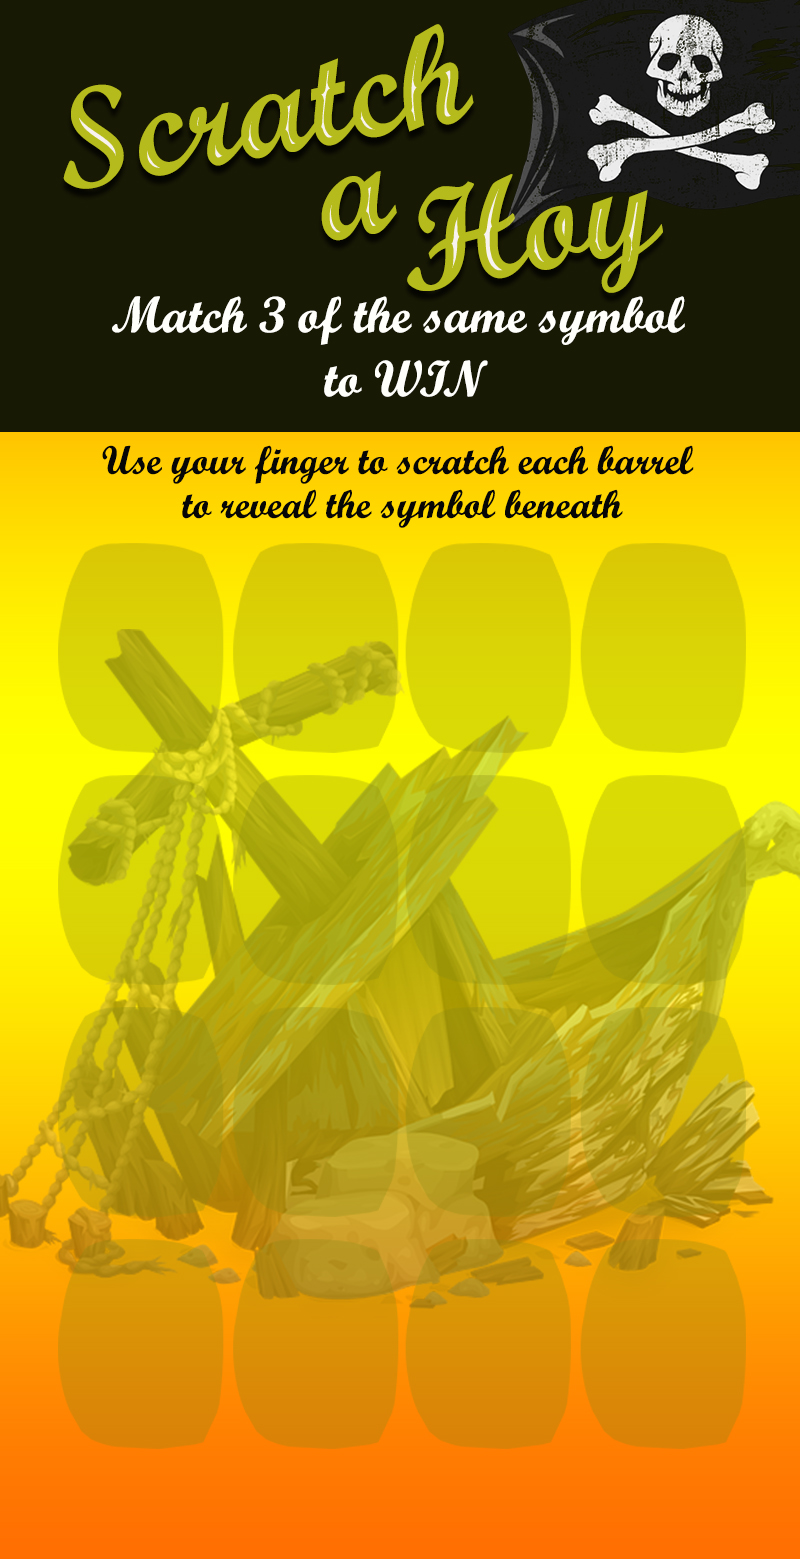 Scratch
a Hoy
Match 3 of the same symbol
to WIN
Use your finger to scratch each barrel
to reveal the symbol beneath